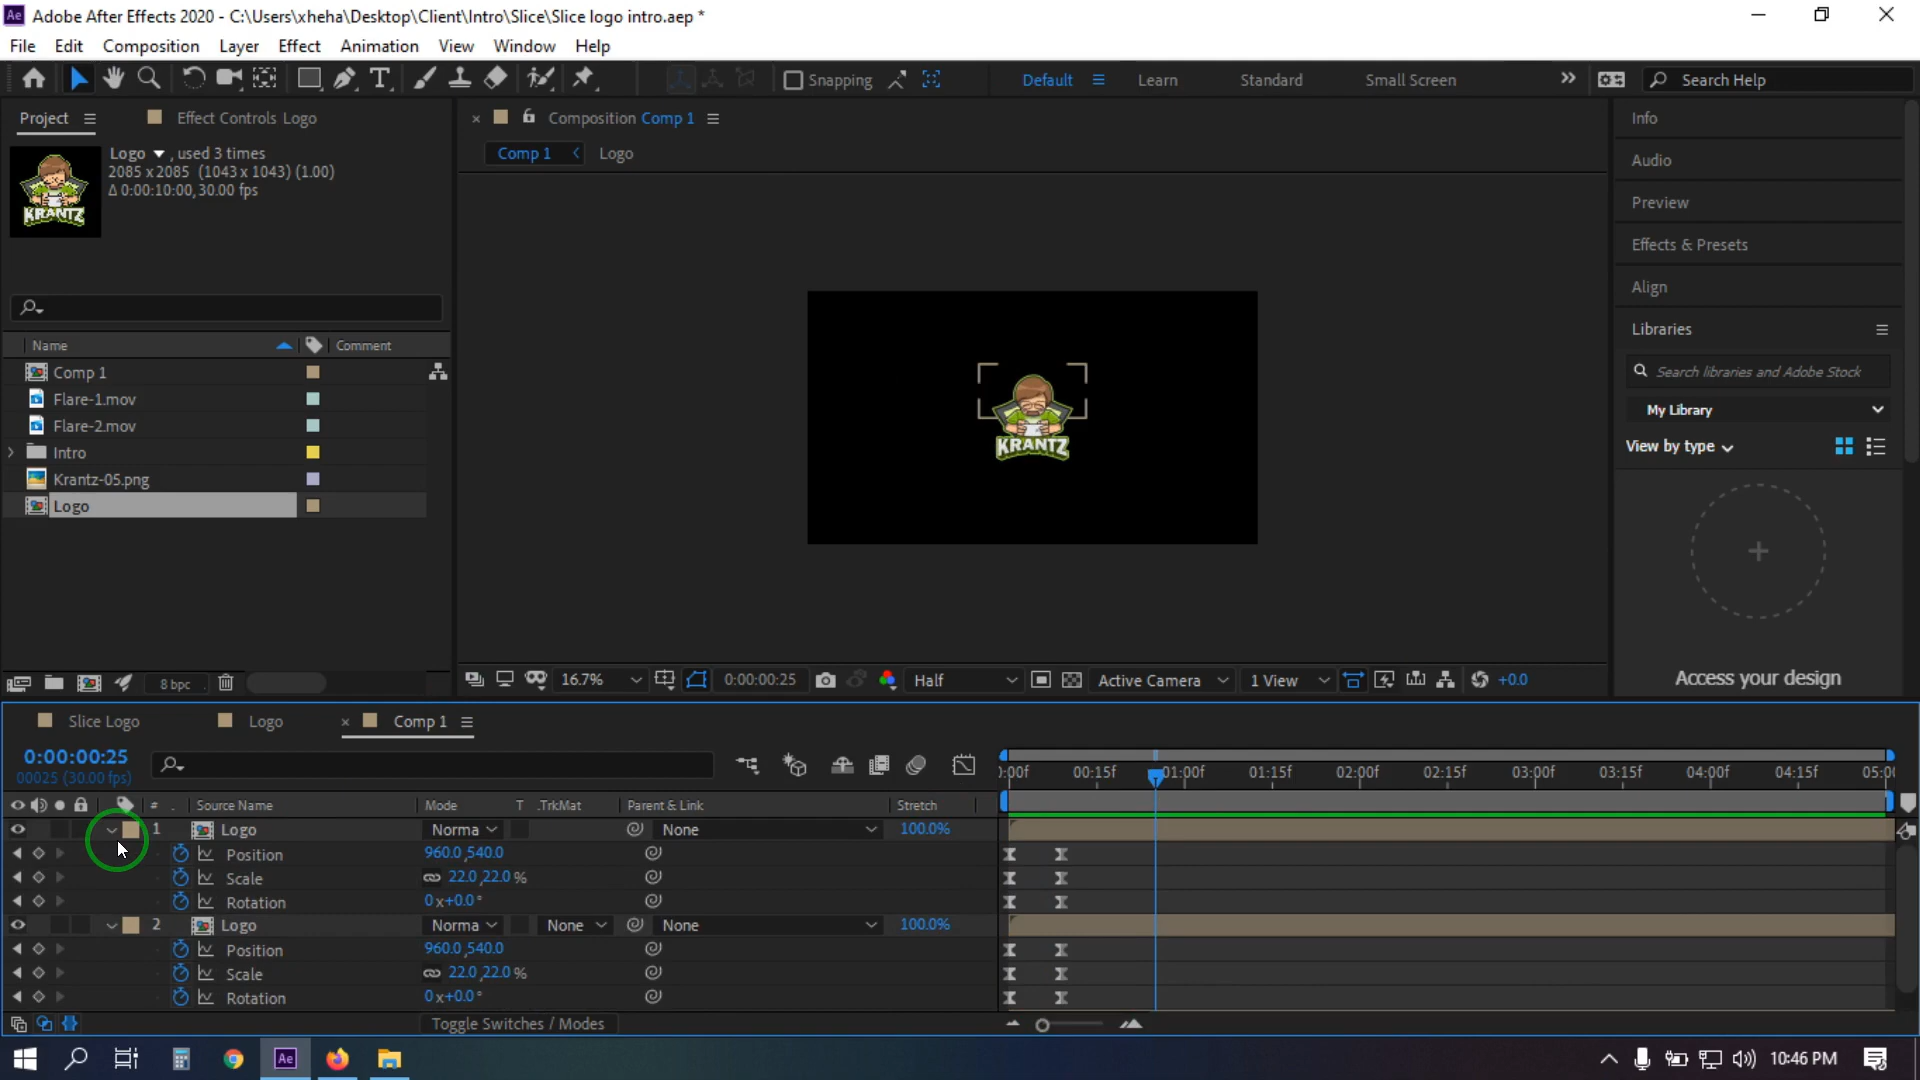 Ae Adobe After Effects 2020 - C:\Users\xheha\Desktop\Client\Intro\Slice\Slice logo intro.aep *
File Edit Composition Layer Effect Animation View Window Help
T Snapping Default Learn Standard Small Screen Search Help
Project Effect Controls Logo
Logo , used 3 times
2085 x 2085 (1043 x 1043) (1.00)
Δ 0:00:10:00, 30.00 fps
KRANTZ
Name Comment
Comp 1
Flare-1.mov
Flare-2.mov
Intro
Krantz-05.png
Logo
8 bpc
Composition Comp 1
Comp 1 Logo
KRANTZ
16.7% 0:00:00:25 Half Active Camera 1 View +0.0
Info
Audio
Preview
Effects & Presets
Align
Libraries
Search libraries and Adobe Stock
My Library
View by type
Access your design
Slice Logo Logo Comp 1
0:00:00:25
00025 (30.00 fps)
# Source Name Mode T .TrkMat Parent & Link Stretch
:00f 00:15f 01:00f 01:15f 02:00f 02:15f 03:00f 03:15f 04:00f 04:15f 05:00
1 Logo Norma None 100.0%
Position 960.0,540.0
Scale 22.0,22.0 %
Rotation 0x+0.0°
2 Logo Norma None None 100.0%
Position 960.0,540.0
Scale 22.0,22.0 %
Rotation 0x+0.0°
Toggle Switches / Modes
Ae 10:46 PM